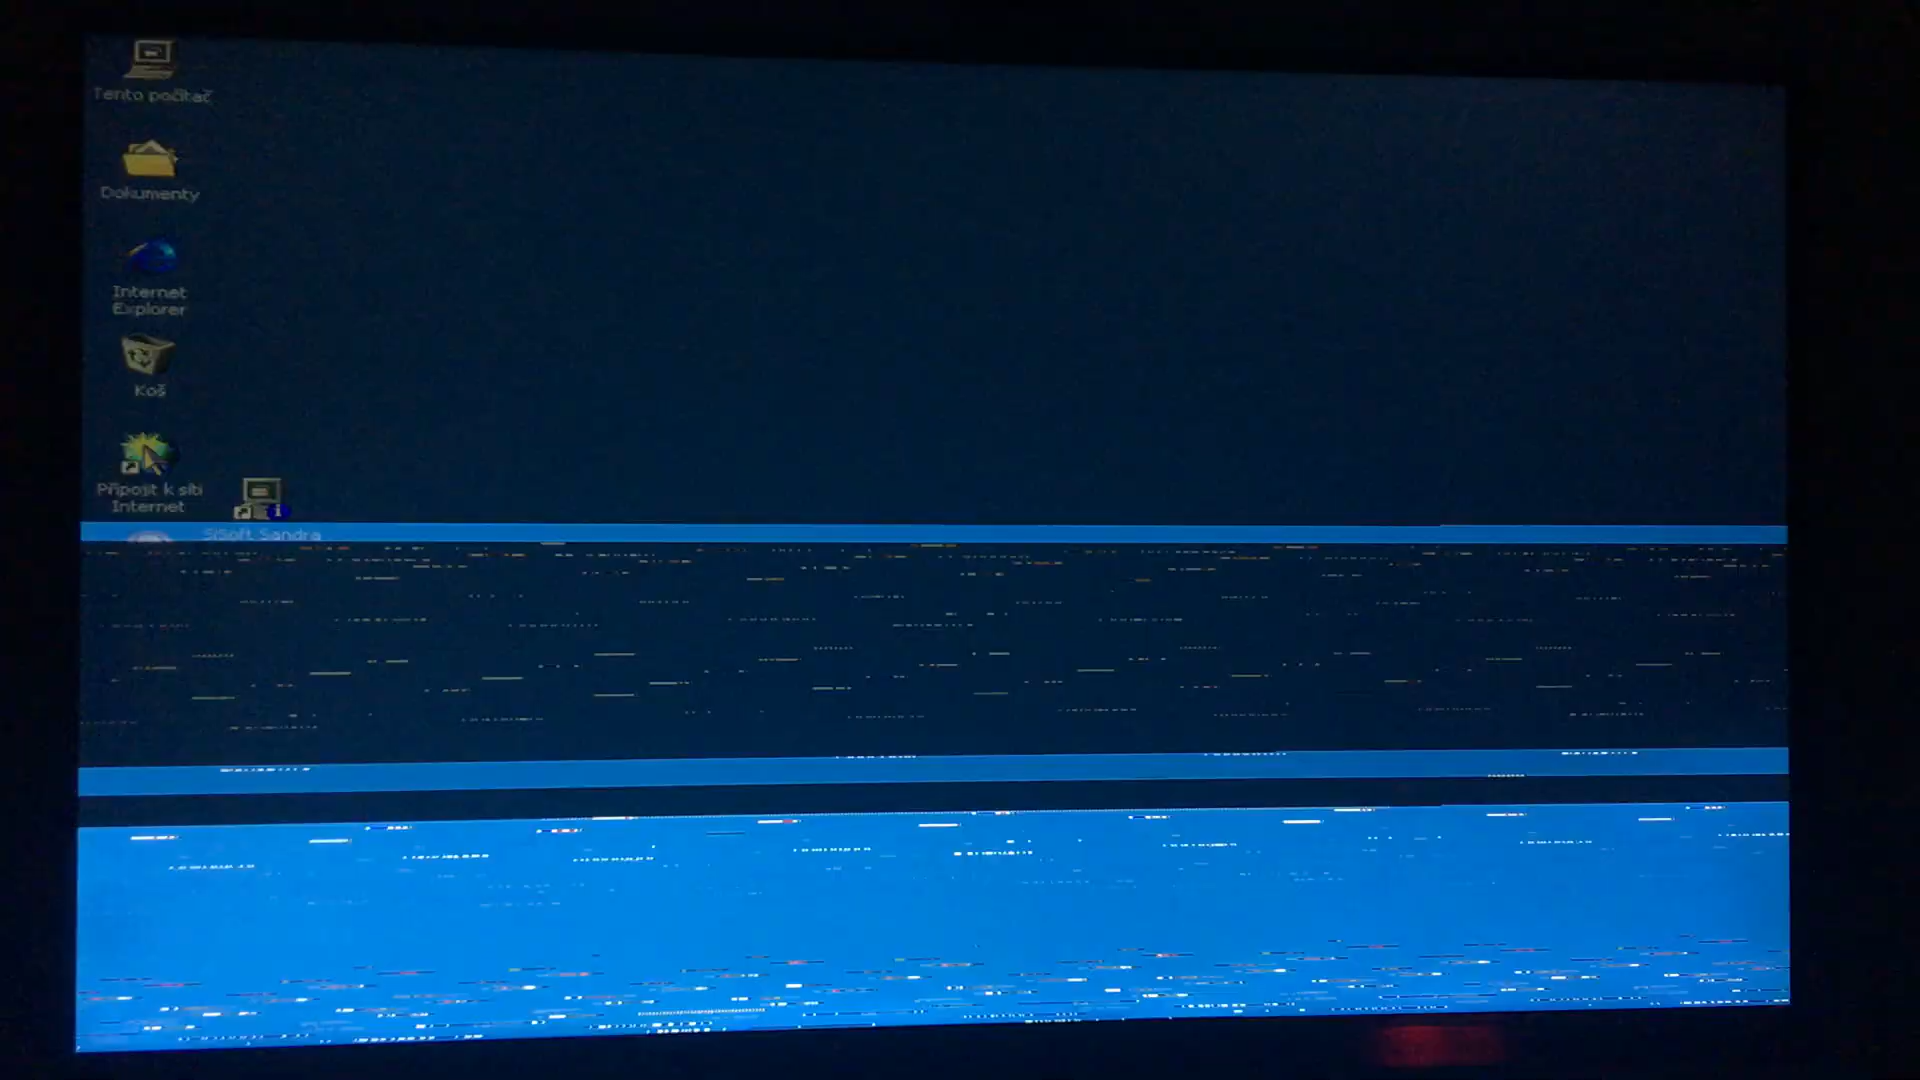 Tento počítač
Dokumenty
Internet
Explorer
Koš
Připojit k síti
Internet
SiSoft Sandra